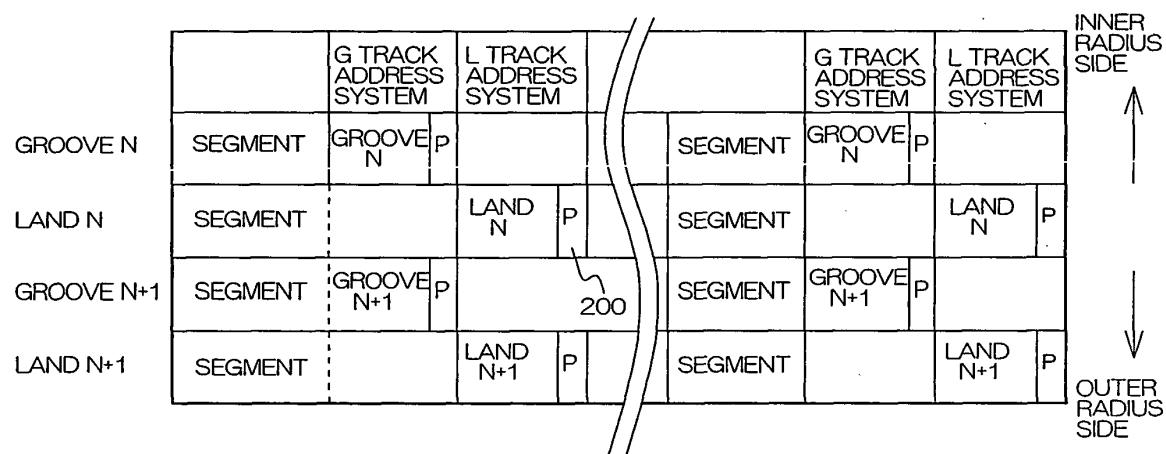 INNER
RADIUS
SIDE
G TRACK
ADDRESS
SYSTEM
L TRACK
ADDRESS
SYSTEM
G TRACK
ADDRESS
SYSTEM
L TRACK
ADDRESS
SYSTEM
GROOVE N
SEGMENT
GROOVE
N
P
SEGMENT
GROOVE
N
P
LAND N
SEGMENT
LAND
N
P
SEGMENT
LAND
N
P
200
GROOVE N+1
SEGMENT
GROOVE
N+1
P
SEGMENT
GROOVE
N+1
P
LAND N+1
SEGMENT
LAND
N+1
P
SEGMENT
LAND
N+1
P
OUTER
RADIUS
SIDE